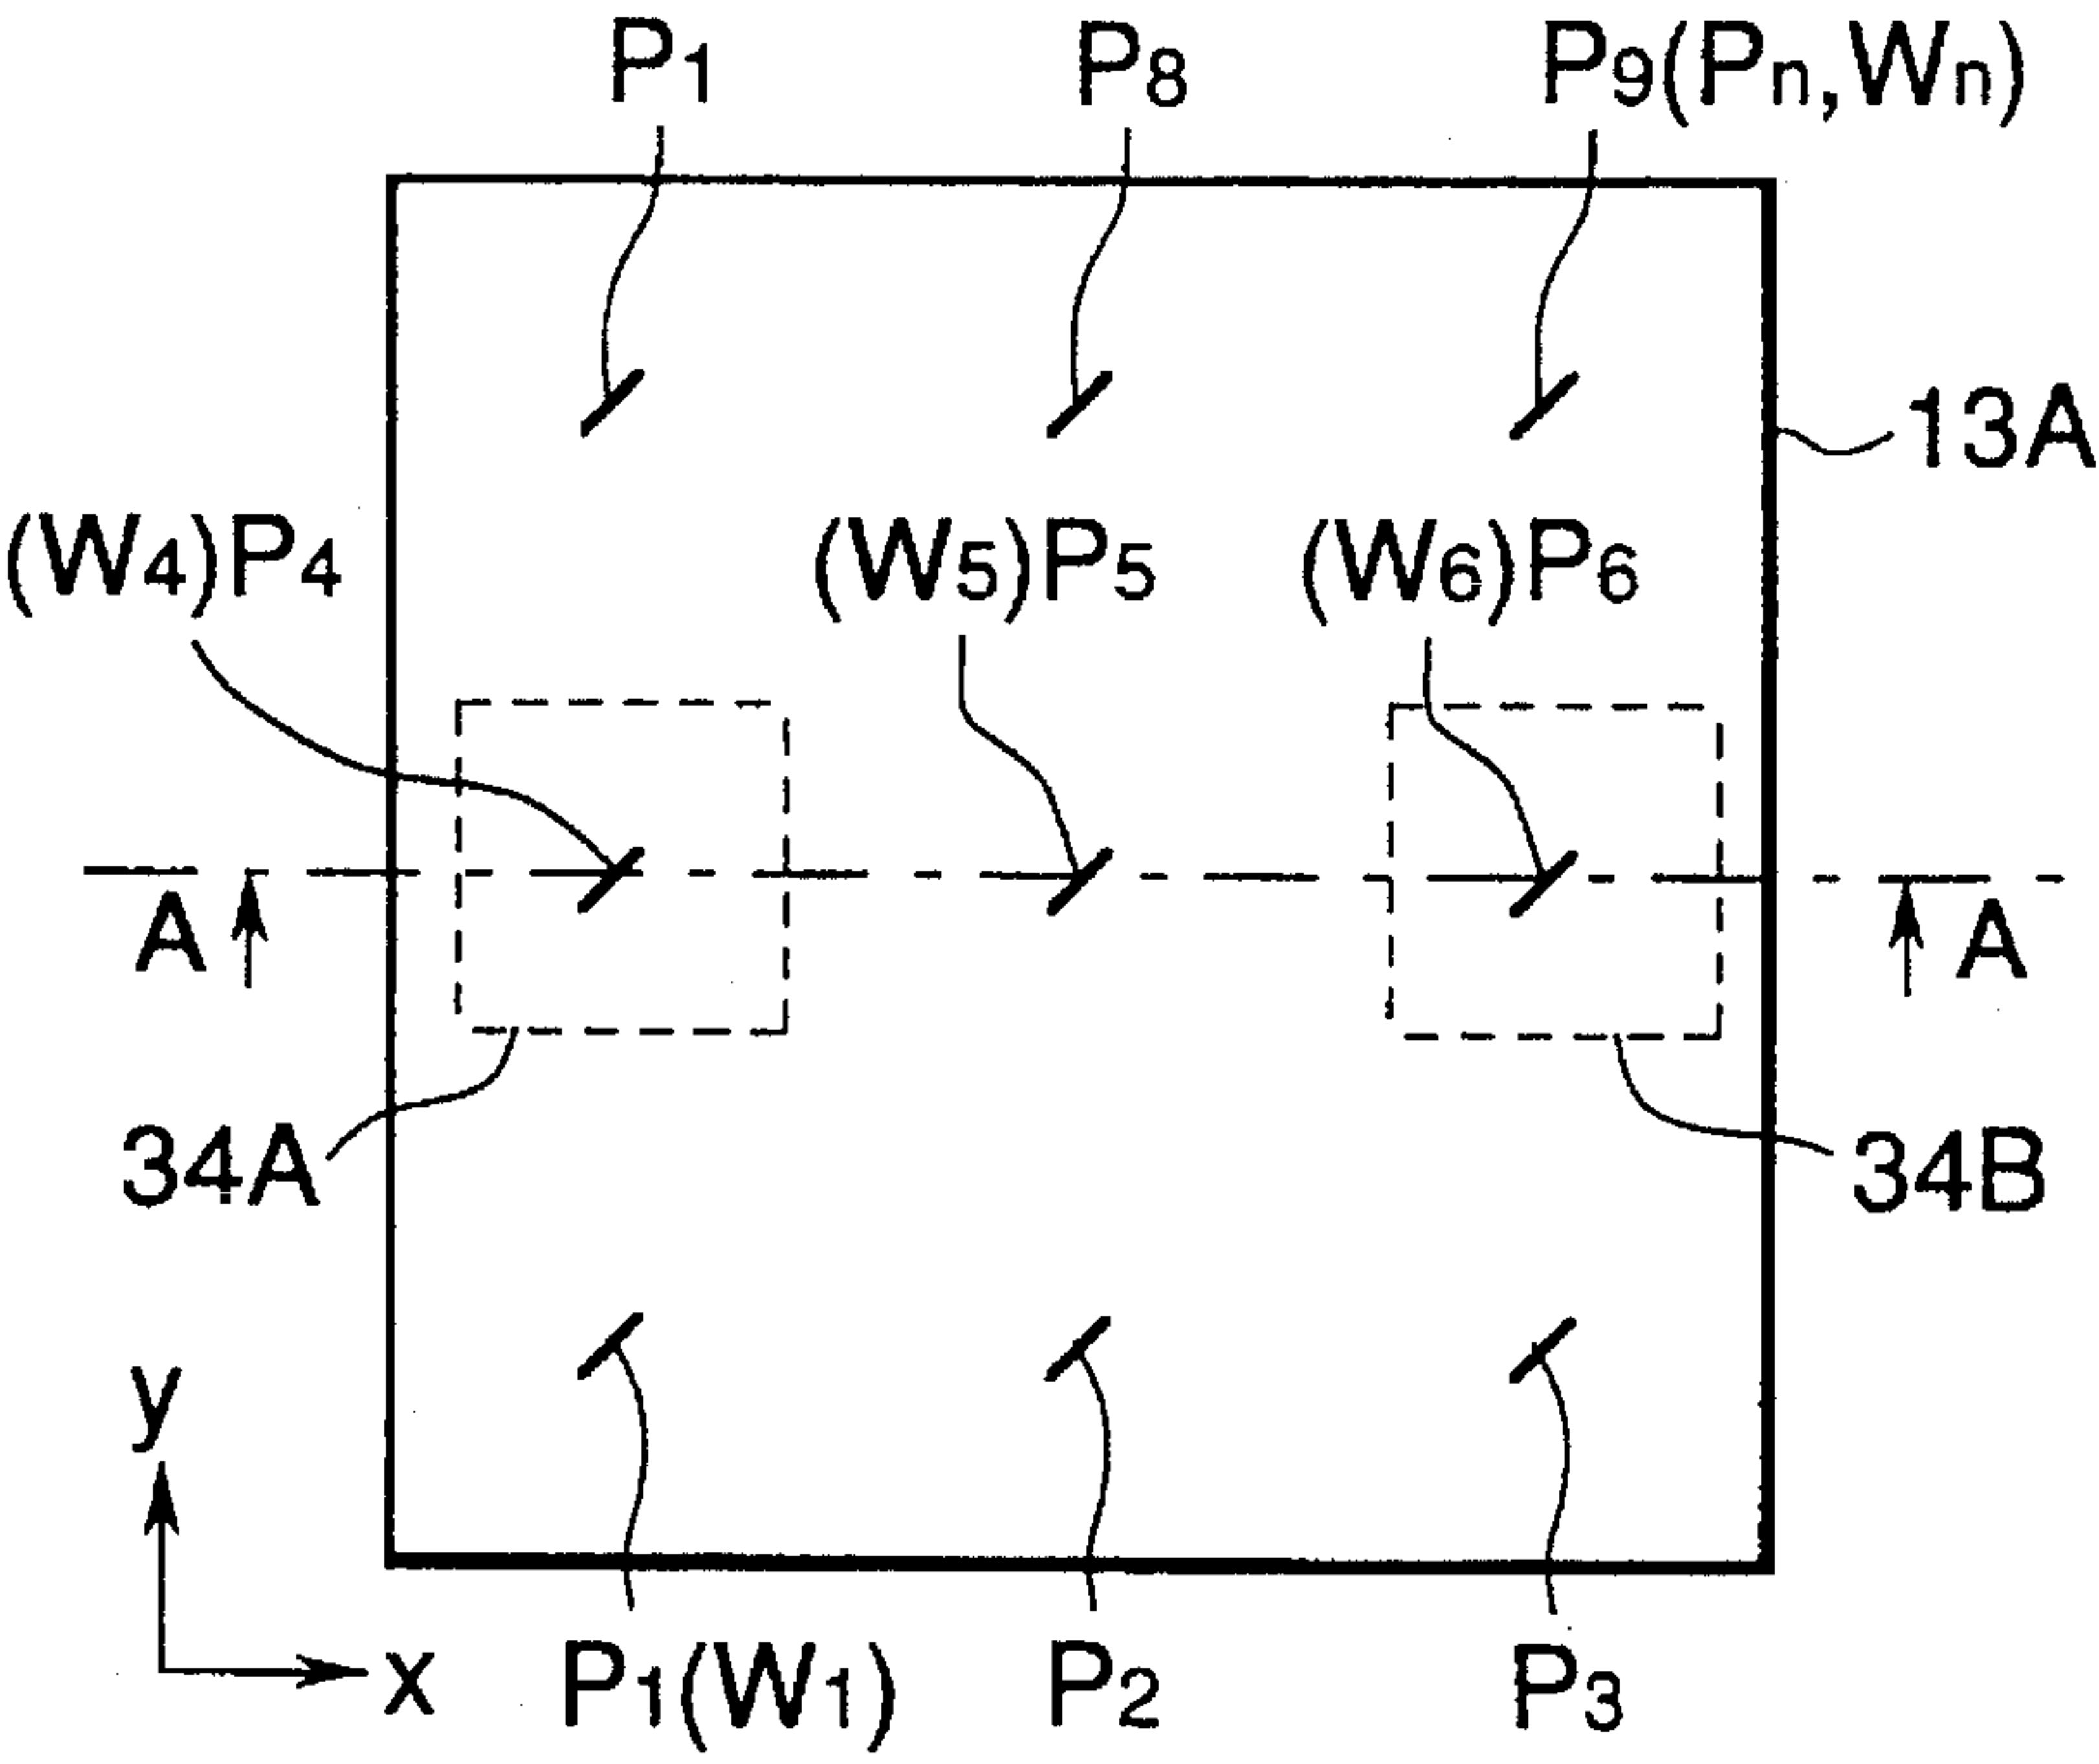 P1 P8 P9(Pn,Wn)
13A
(W4)P4 (W5)P5 (W6)P6
A A
34A 34B
y
x P1(W1) P2 P3